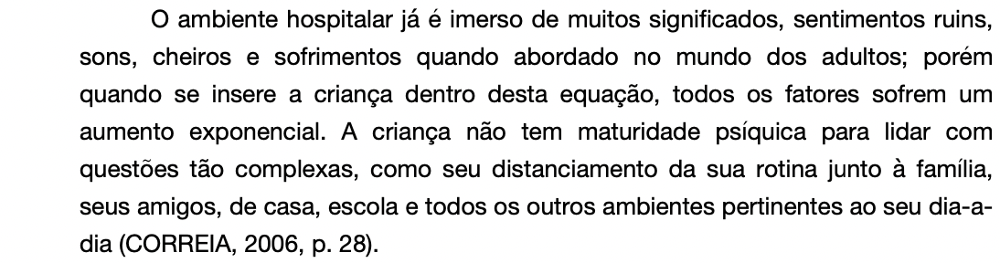 O ambiente hospitalar já é imerso de muitos significados, sentimentos ruins,
sons, cheiros e sofrimentos quando abordado no mundo dos adultos; porém
quando se insere a criança dentro desta equação, todos os fatores sofrem um
aumento exponencial. A criança não tem maturidade psíquica para lidar com
questões tão complexas, como seu distanciamento da sua rotina junto à família,
seus amigos, de casa, escola e todos os outros ambientes pertinentes ao seu dia-a-
dia (CORREIA, 2006, p. 28).